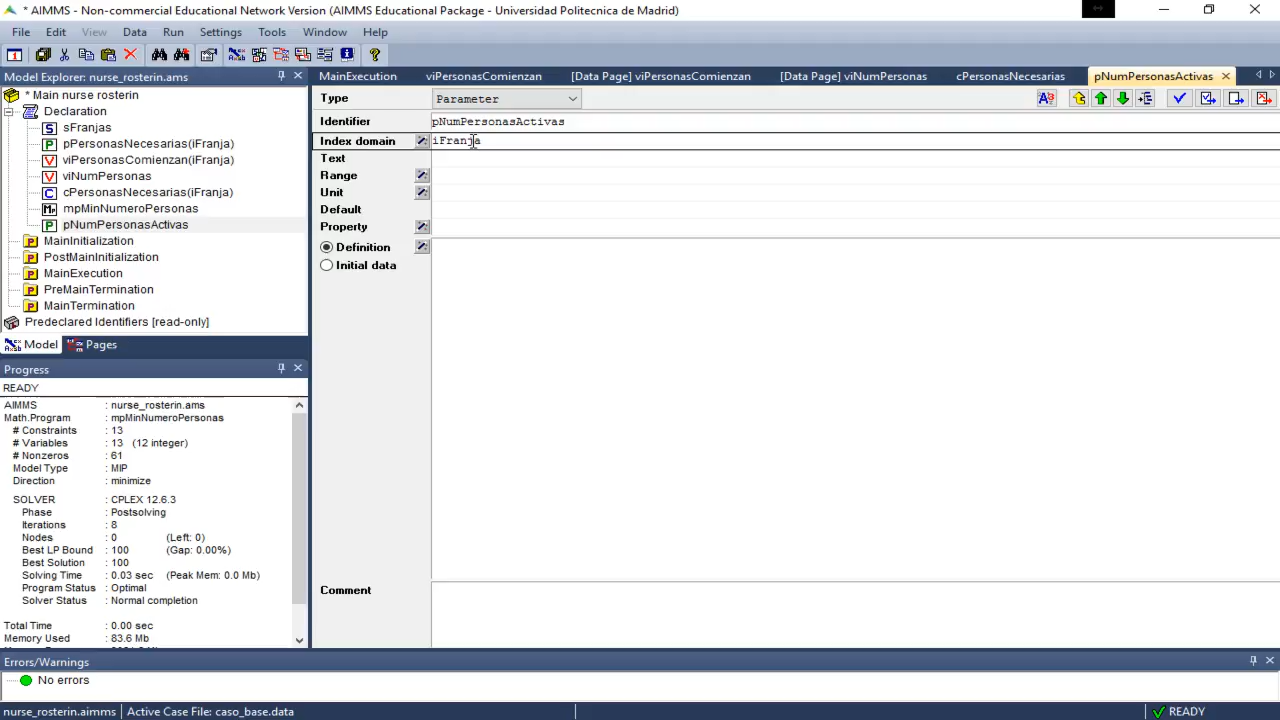 * AIMMS - Non-commercial Educational Network Version (AIMMS Educational Package - Universidad Politecnica de Madrid)
File Edit View Data Run Settings Tools Window Help
Model Explorer: nurse_rosterin.ams
MainExecution viPersonasComienzan [Data Page] viPersonasComienzan [Data Page] viNumPersonas cPersonasNecesarias pNumPersonasActivas
* Main nurse rosterin
Declaration
S sFranjas
P pPersonasNecesarias(iFranja)
V viPersonasComienzan(iFranja)
V viNumPersonas
C cPersonasNecesarias(iFranja)
MP mpMinNumeroPersonas
P pNumPersonasActivas
P MainInitialization
P PostMainInitialization
P MainExecution
P PreMainTermination
P MainTermination
Predeclared Identifiers [read-only]
Model Pages
Type Parameter
Identifier pNumPersonasActivas
Index domain iFranja
Text
Range
Unit
Default
Property
Definition
Initial data
Comment
Progress
READY
AIMMS : nurse_rosterin.ams
Math.Program : mpMinNumeroPersonas
# Constraints : 13
# Variables : 13 (12 integer)
# Nonzeros : 61
Model Type : MIP
Direction : minimize
SOLVER : CPLEX 12.6.3
Phase : Postsolving
Iterations : 8
Nodes : 0 (Left: 0)
Best LP Bound : 100 (Gap: 0.00%)
Best Solution : 100
Solving Time : 0.03 sec (Peak Mem: 0.0 Mb)
Program Status : Optimal
Solver Status : Normal completion
Total Time : 0.00 sec
Memory Used : 83.6 Mb
Errors/Warnings
No errors
nurse_rosterin.aimms Active Case File: caso_base.data READY